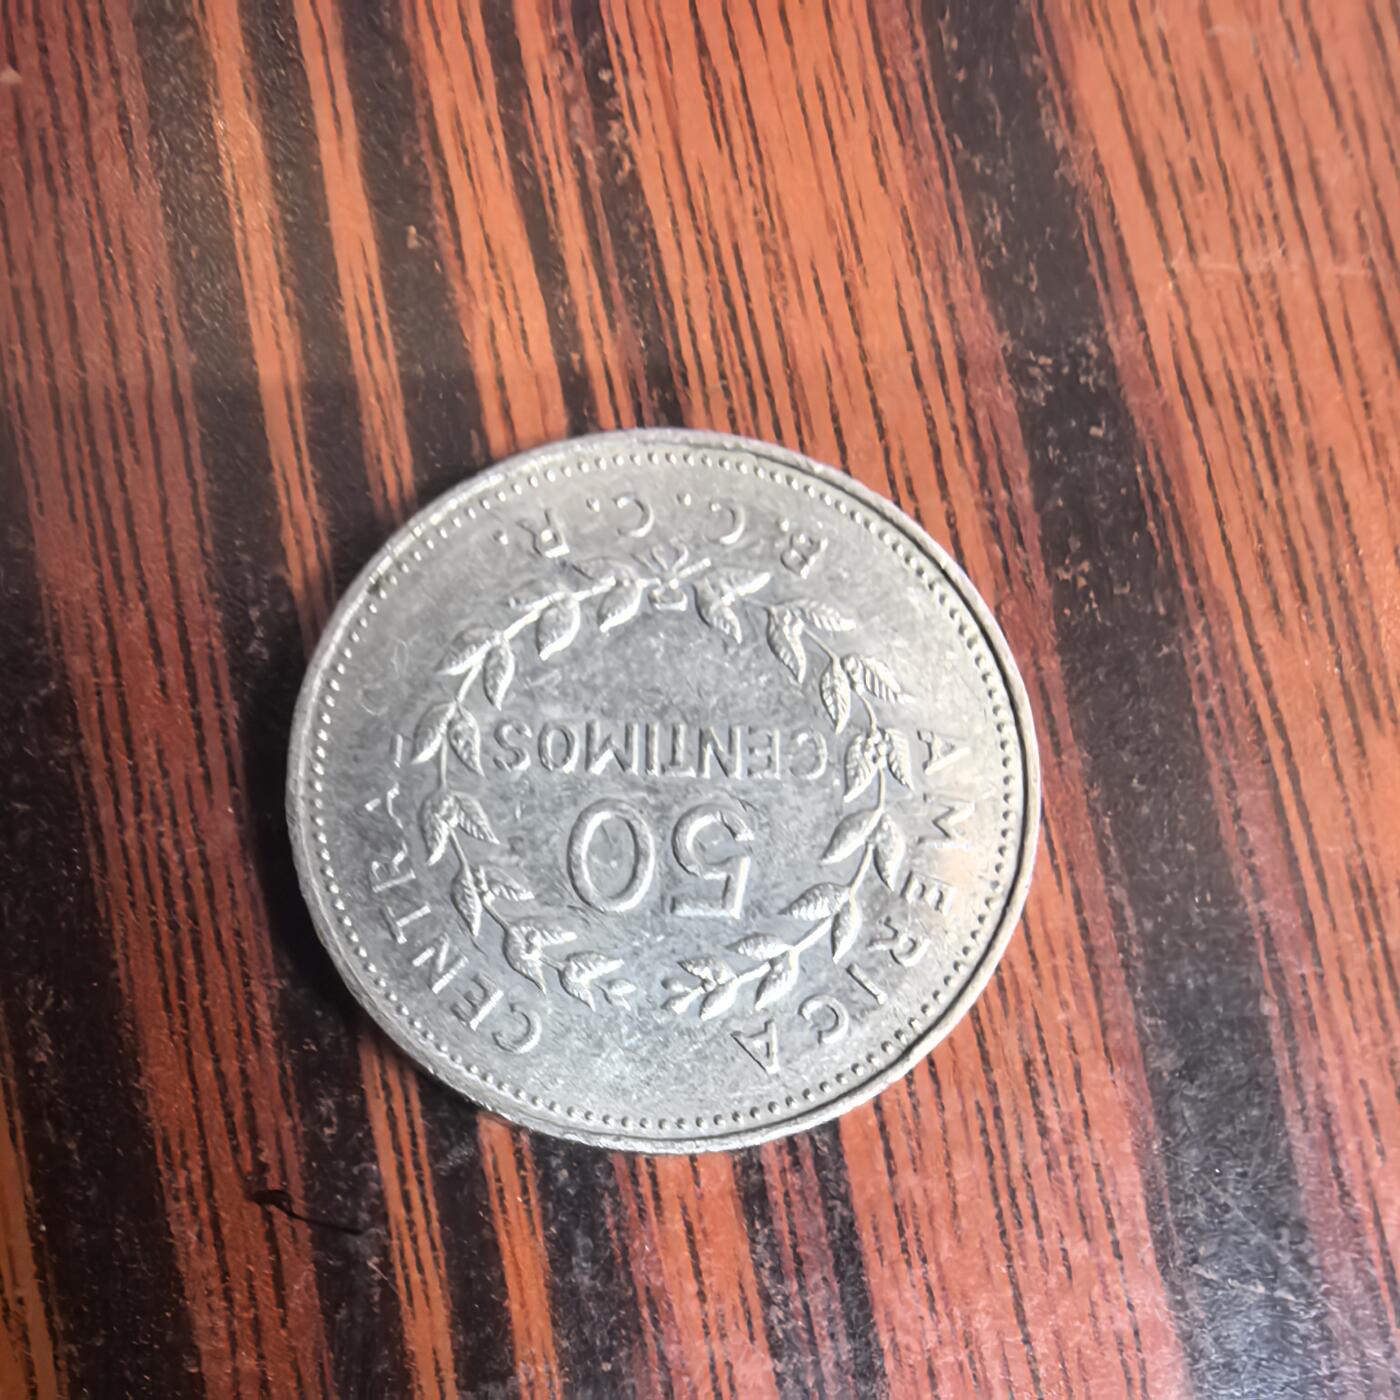 AMERICA CENTRAL
50
CENTIMOS
B.C.C.R.